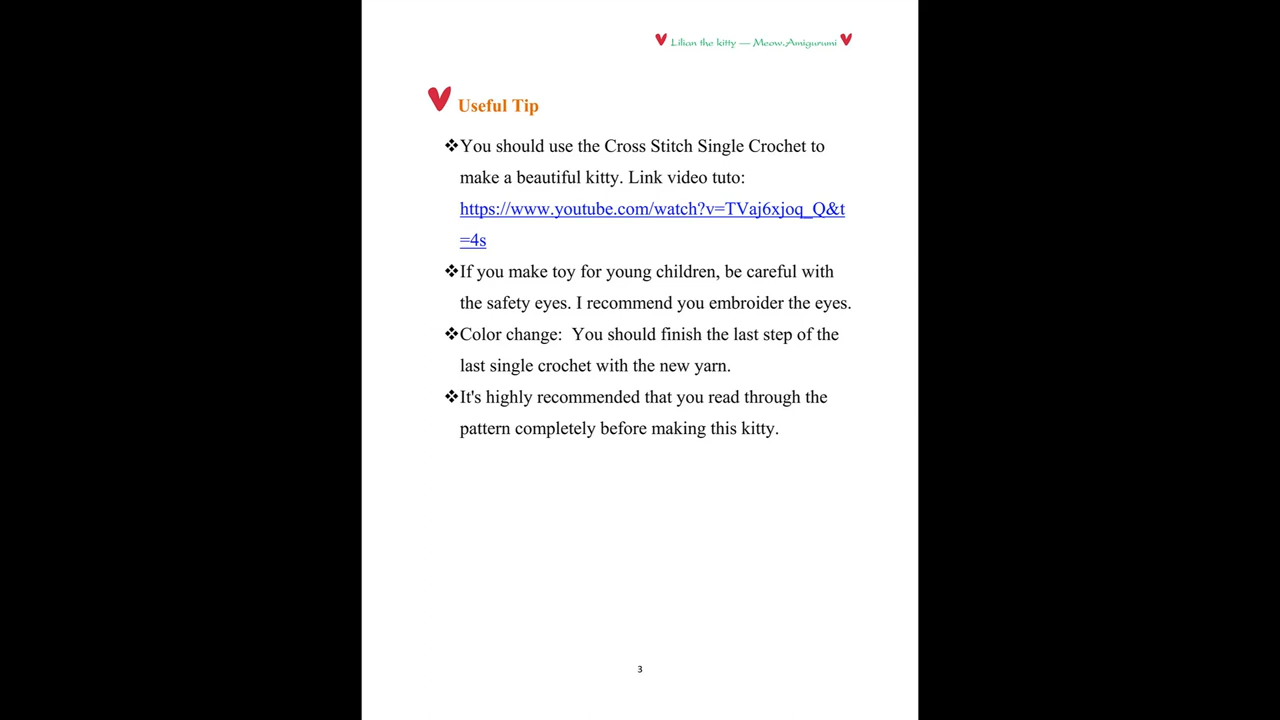 Lilian the kitty — Meow.Amigurumi
Useful Tip
❖You should use the Cross Stitch Single Crochet to
make a beautiful kitty. Link video tuto:
https://www.youtube.com/watch?v=TVaj6xjoq_Q&t
=4s
❖If you make toy for young children, be careful with
the safety eyes. I recommend you embroider the eyes.
❖Color change:  You should finish the last step of the
last single crochet with the new yarn.
❖It's highly recommended that you read through the
pattern completely before making this kitty.
3